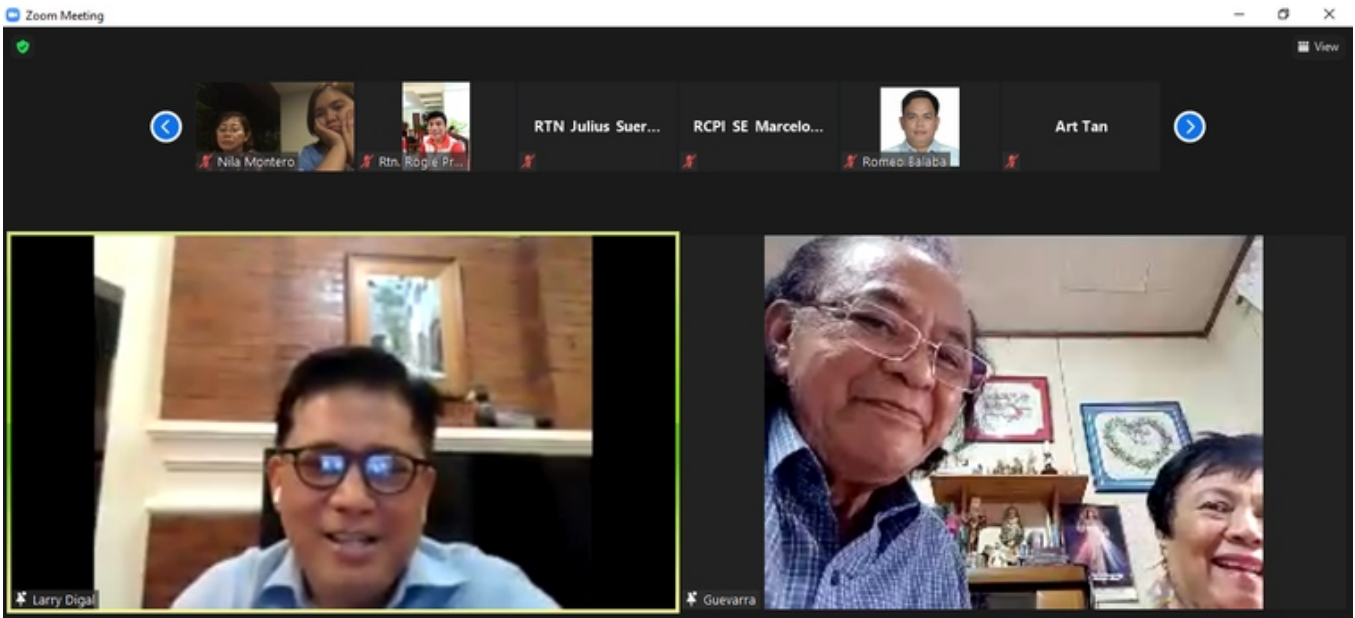 Zoom Meeting
View
Nila Montero
Rtn. Rogie Pr...
RTN Julius Suer...
RCPI SE Marcelo...
Romeo Balaba
Art Tan
Larry Digal
Guevarra